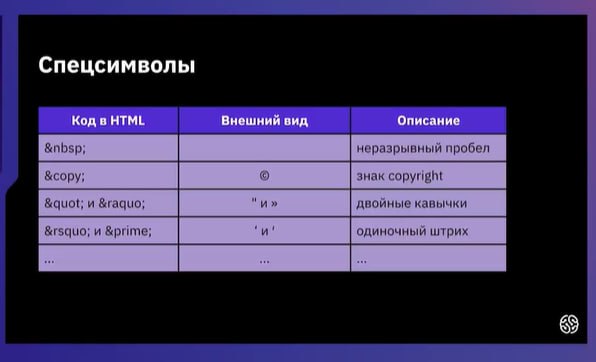 Спецсимволы
Код в HTML Внешний вид Описание
&nbsp; неразрывный пробел
&copy; © знак copyright
&quot; и &raquo; " и » двойные кавычки
&rsquo; и &prime; ‘ и ‘ одиночный штрих
... ... ...